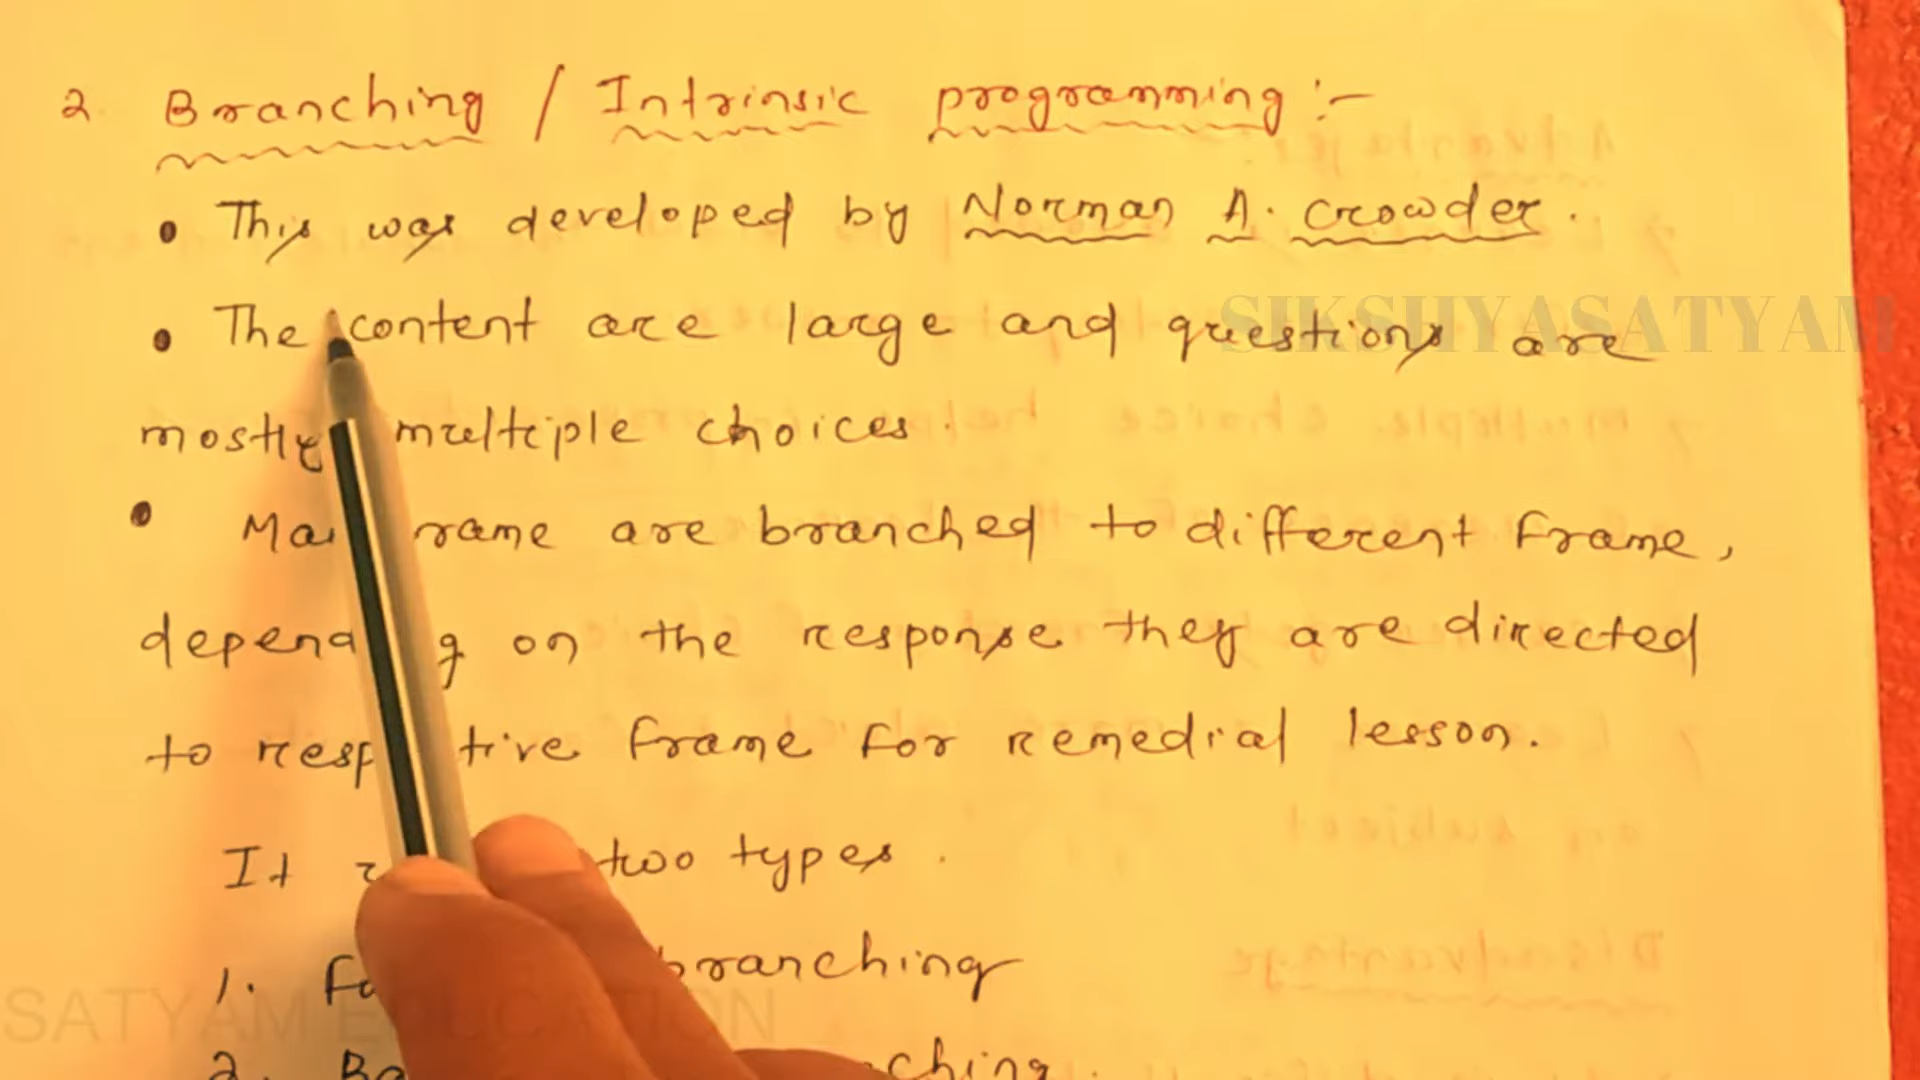 2. Branching / Intrinsic programming :-
• This was developed by Norman A. Crowder.
• The content are large and questions are
SIKSHYASATYAM
mostly multiple choices.
• are branched to different frame,
on the response they are directed
to frame for remedial lesson.
It two types.
1. branching
SATYAM EDUCATION
2.